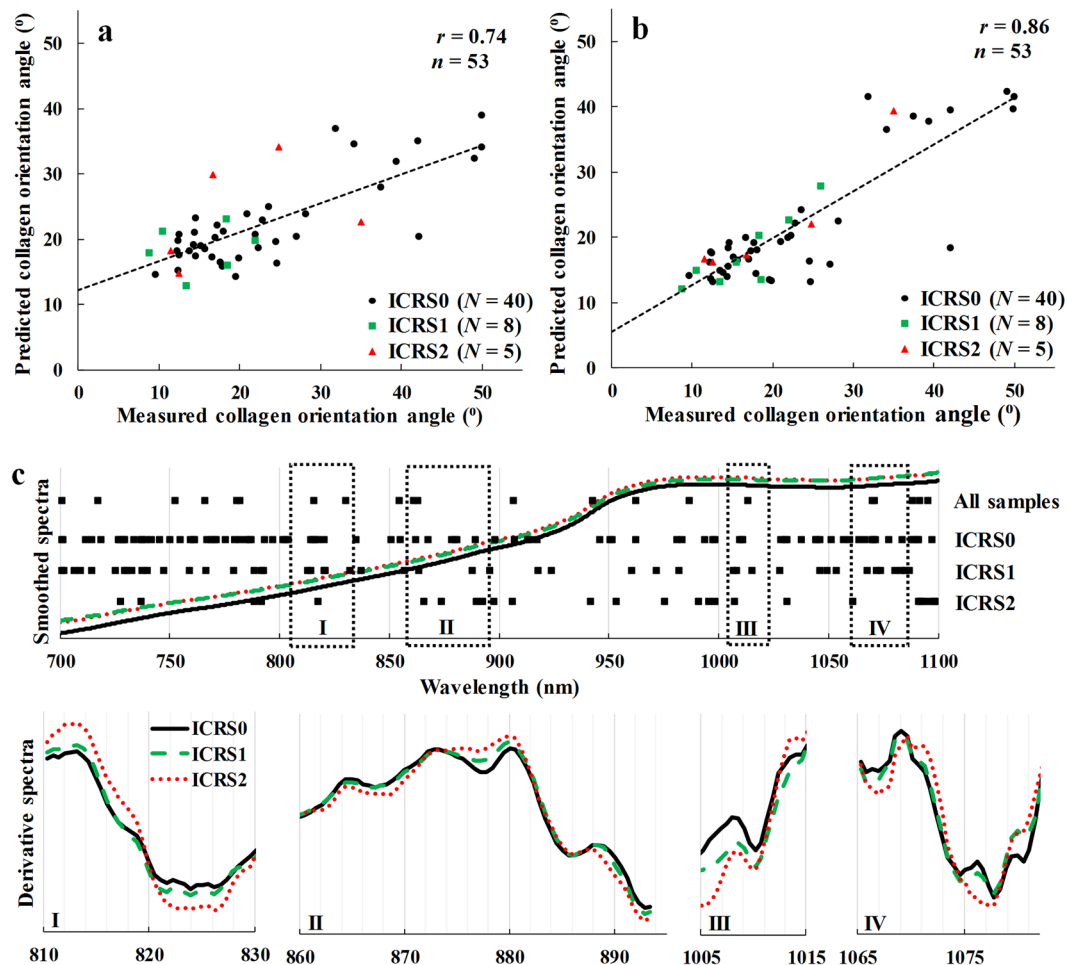 a
r = 0.74
n = 53
Predicted collagen orientation angle (⁰)
50
40
30
20
10
0
ICRS0 (N = 40)
ICRS1 (N = 8)
ICRS2 (N = 5)
0 10 20 30 40 50
Measured collagen orientation angle (⁰)
b
r = 0.86
n = 53
Predicted collagen orientation angle (⁰)
50
40
30
20
10
0
ICRS0 (N = 40)
ICRS1 (N = 8)
ICRS2 (N = 5)
0 10 20 30 40 50
Measured collagen orientation angle (⁰)
c
Smoothed spectra
All samples
ICRS0
ICRS1
ICRS2
I II III IV
700 750 800 850 900 950 1000 1050 1100
Wavelength (nm)
Derivative spectra
ICRS0
ICRS1
ICRS2
I II III IV
810 820 830 860 870 880 890 1005 1015 1065 1075